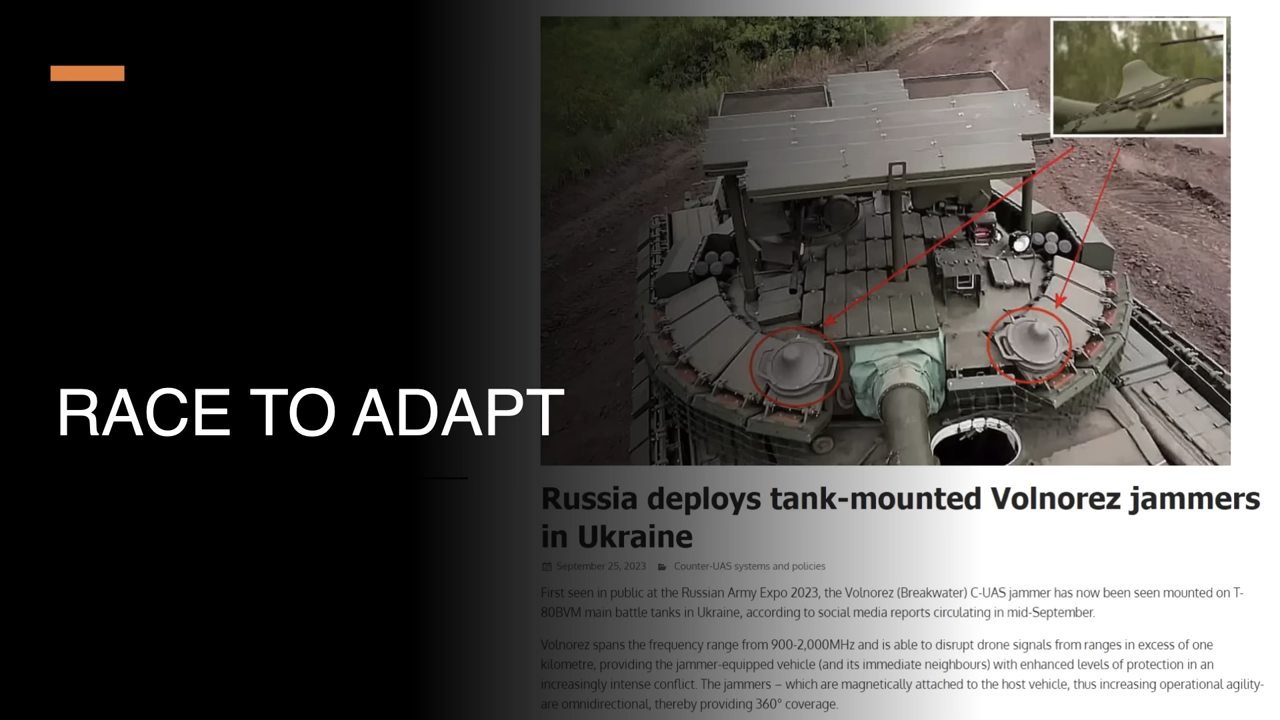 RACE TO ADAPT
Russia deploys tank-mounted Volnorez jammers
in Ukraine
September 25, 2023 Counter-UAS systems and policies
First seen in public at the Russian Army Expo 2023, the Volnorez (Breakwater) C-UAS jammer has now been seen mounted on T-
80BVM main battle tanks in Ukraine, according to social media reports circulating in mid-September.
Volnorez spans the frequency range from 900-2,000MHz and is able to disrupt drone signals from ranges in excess of one
kilometre, providing the jammer-equipped vehicle (and its immediate neighbours) with enhanced levels of protection in an
increasingly intense conflict. The jammers – which are magnetically attached to the host vehicle, thus increasing operational agility-
are omnidirectional, thereby providing 360° coverage.